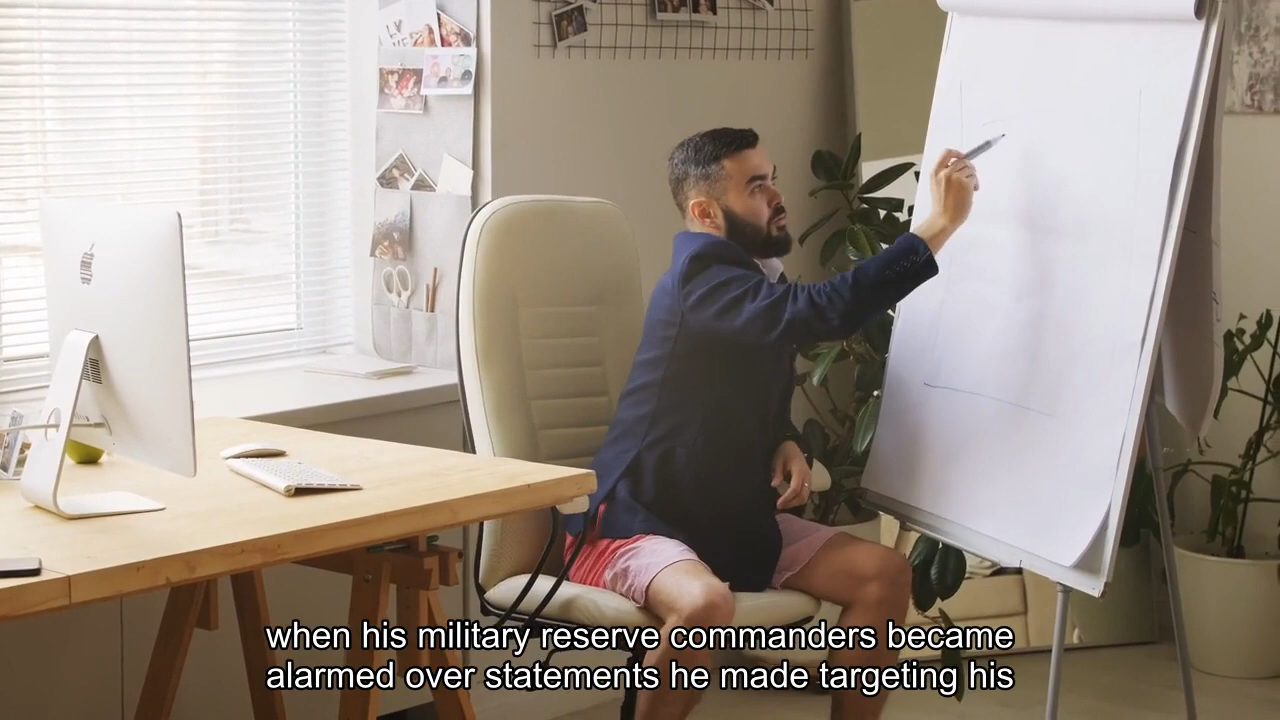 when his military reserve commanders became
alarmed over statements he made targeting his